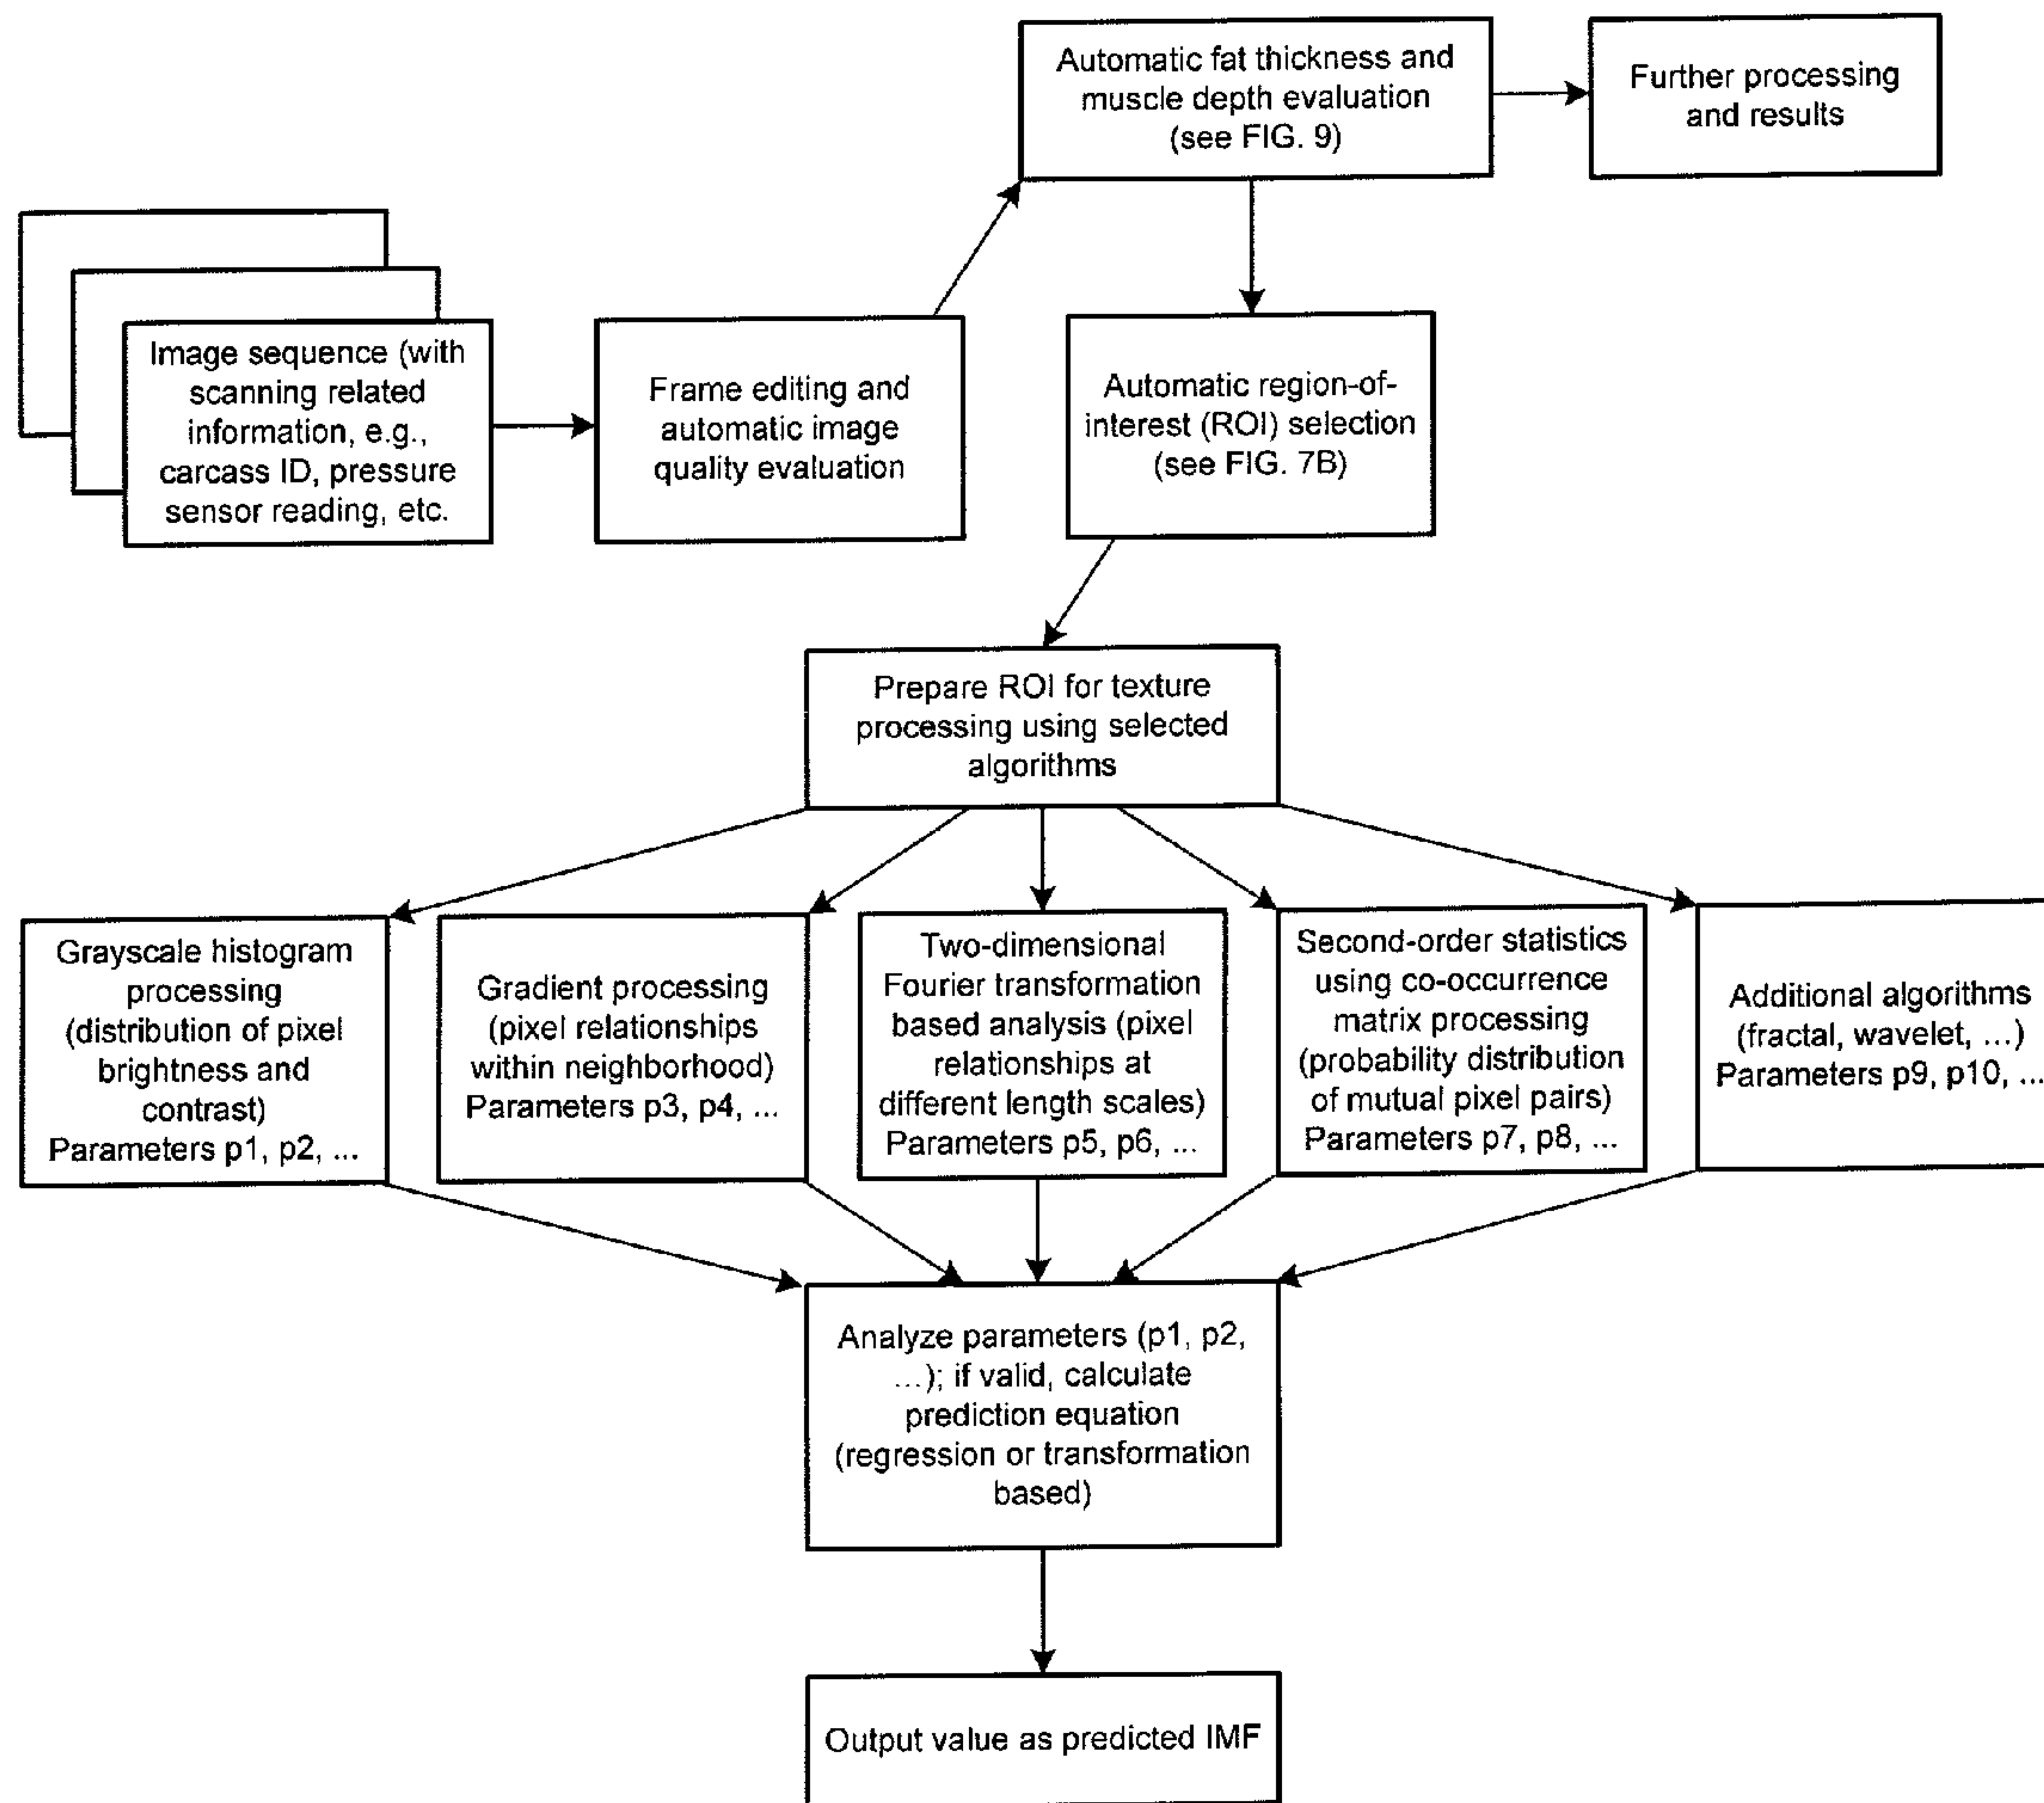 Automatic fat thickness and
muscle depth evaluation
(see FIG. 9)
Further processing
and results
Image sequence (with
scanning related
information, e.g.,
carcass ID, pressure
sensor reading, etc.
Frame editing and
automatic image
quality evaluation
Automatic region-of-
interest (ROI) selection
(see FIG. 7B)
Prepare ROI for texture
processing using selected
algorithms
Grayscale histogram
processing
(distribution of pixel
brightness and
contrast)
Parameters p1, p2, ...
Gradient processing
(pixel relationships
within neighborhood)
Parameters p3, p4, ...
Two-dimensional
Fourier transformation
based analysis (pixel
relationships at
different length scales)
Parameters p5, p6, ...
Second-order statistics
using co-occurrence
matrix processing
(probability distribution
of mutual pixel pairs)
Parameters p7, p8, ...
Additional algorithms
(fractal, wavelet, ...)
Parameters p9, p10, ...
Analyze parameters (p1, p2,
...); if valid, calculate
prediction equation
(regression or transformation
based)
Output value as predicted IMF